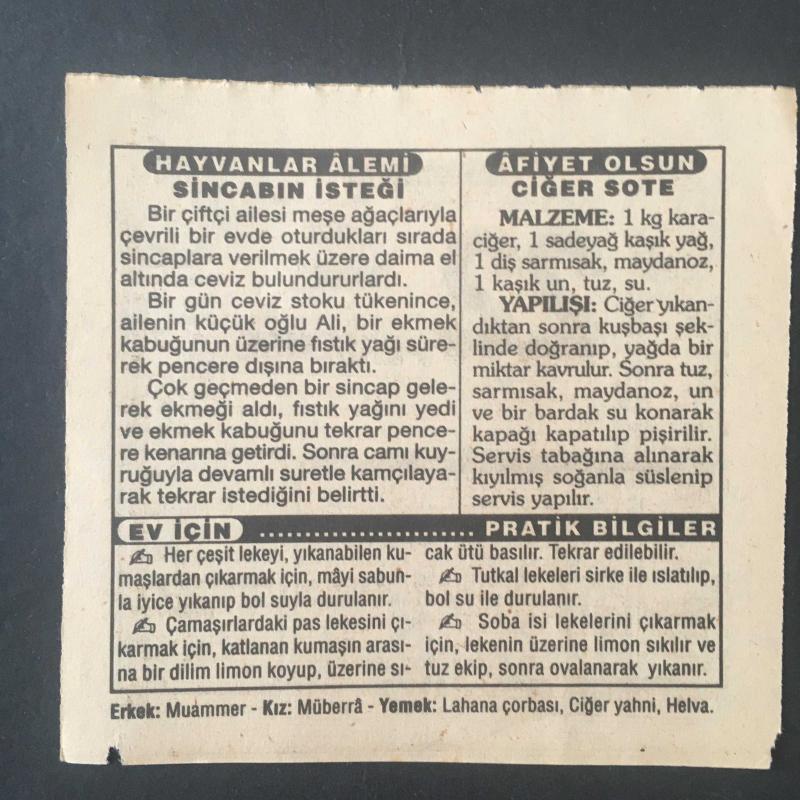 HAYVANLAR ÂLEMİ
SİNCABIN İSTEĞİ
Bir çiftçi ailesi meşe ağaçlarıyla
çevrili bir evde oturdukları sırada
sincaplara verilmek üzere daima el
altında ceviz bulundururlardı.
Bir gün ceviz stoku tükenince,
ailenin küçük oğlu Ali, bir ekmek
kabuğunun üzerine fıstık yağı süre-
rek pencere dışına bıraktı.
Çok geçmeden bir sincap gele-
rek ekmeği aldı, fıstık yağını yedi
ve ekmek kabuğunu tekrar pence-
re kenarına getirdi. Sonra camı kuy-
ruğuyla devamlı suretle kamçılaya-
rak tekrar istediğini belirtti.
ÂFİYET OLSUN
CİĞER SOTE
MALZEME: 1 kg kara-
ciğer, 1 sadeyağ kaşık yağ,
1 diş sarmısak, maydanoz,
1 kaşık un, tuz, su.
YAPILIŞI: Ciğer yıkan-
dıktan sonra kuşbaşı şek-
linde doğranıp, yağda bir
miktar kavrulur. Sonra tuz,
sarmısak, maydanoz, un
ve bir bardak su konarak
kapağı kapatılıp pişirilir.
Servis tabağına alınarak
kıyılmış soğanla süslenip
servis yapılır.
EV İÇİN ........................ PRATİK BİLGİLER
Her çeşit lekeyi, yıkanabilen ku-
maşlardan çıkarmak için, mâyi sabun-
la iyice yıkanıp bol suyla durulanır.
Çamaşırlardaki pas lekesini çı-
karmak için, katlanan kumaşın arası-
na bir dilim limon koyup, üzerine sı-
cak ütü basılır. Tekrar edilebilir.
Tutkal lekeleri sirke ile ıslatılıp,
bol su ile durulanır.
Soba isi lekelerini çıkarmak
için, lekenin üzerine limon sıkılır ve
tuz ekip, sonra ovalanarak yıkanır.
Erkek: Muammer - Kız: Müberrâ - Yemek: Lahana çorbası, Ciğer yahni, Helva.